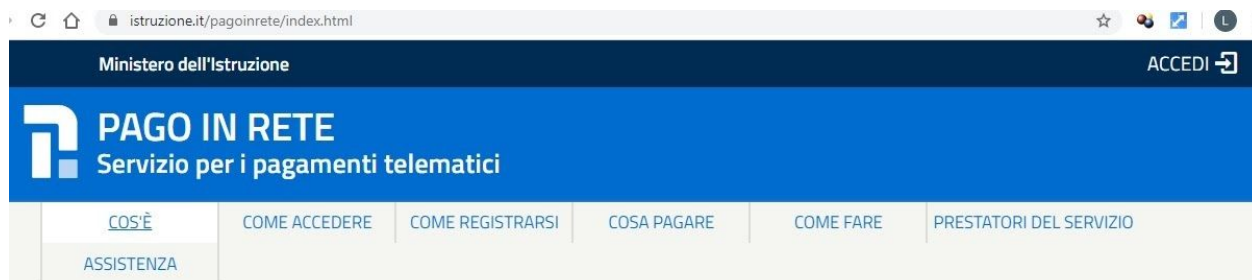 istruzione.it/pagoinrete/index.html
L
Ministero dell'Istruzione
ACCEDI
PAGO IN RETE
Servizio per i pagamenti telematici
COS'È
COME ACCEDERE
COME REGISTRARSI
COSA PAGARE
COME FARE
PRESTATORI DEL SERVIZIO
ASSISTENZA